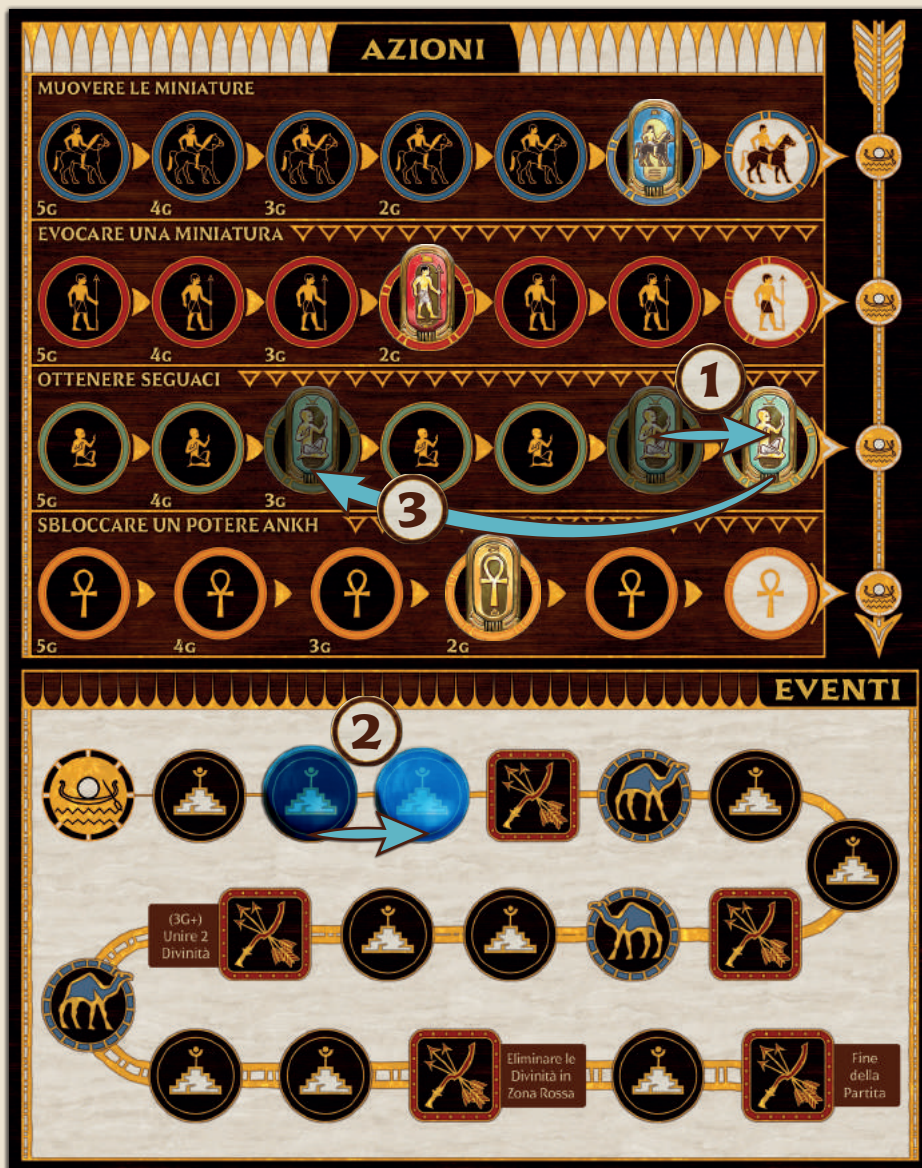 AZIONI
MUOVERE LE MINIATURE
5G 4G 3G 2G
EVOCARE UNA MINIATURA
5G 4G 3G 2G
OTTENERE SEGUACI
1
5G 4G 3G
3
SBLOCCARE UN POTERE ANKH
5G 4G 3G 2G
EVENTI
2
(3G+)
Unire 2
Divinità
Eliminare le
Divinità in
Zona Rossa
Fine
della
Partita